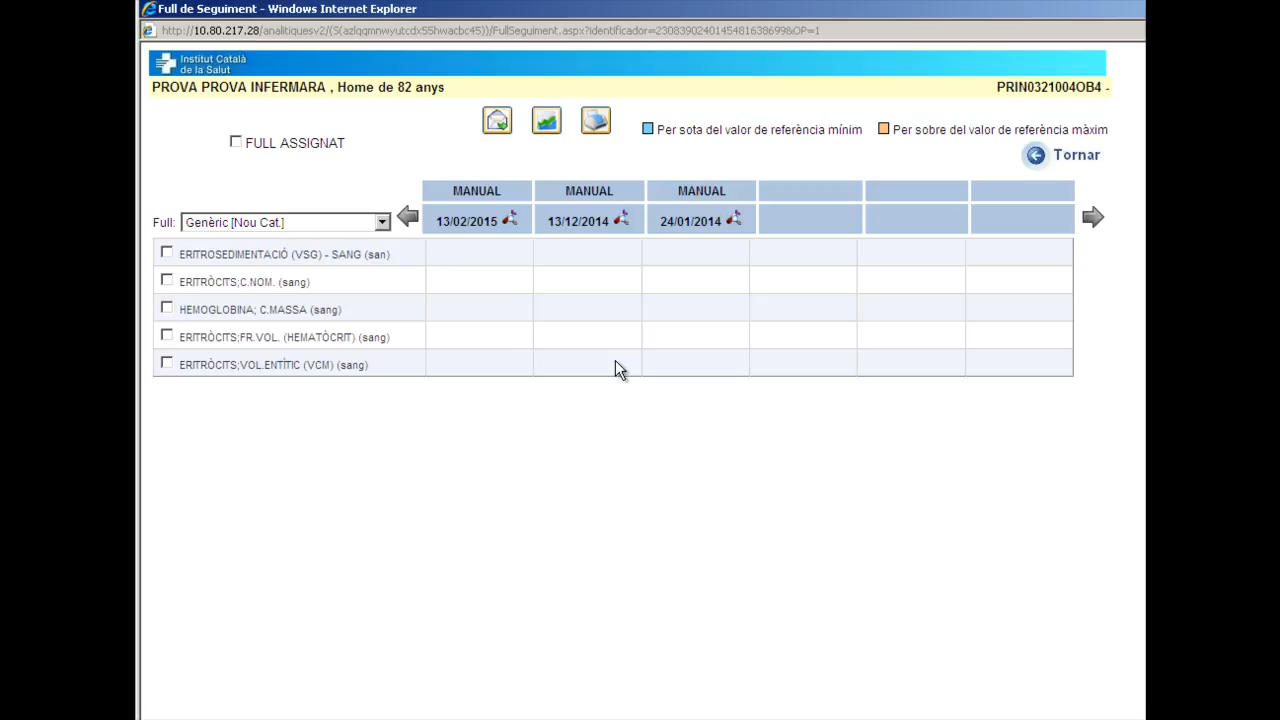 Full de Seguiment - Windows Internet Explorer
http://10.80.217.28/analitiquesv2/(S(azlqqmnwyutcdx55hwacbc45))/FullSeguiment.aspx?identificador=23083902401454816386998&OP=1
Institut Català
de la Salut
PROVA PROVA INFERMARA , Home de 82 anys PRIN0321004OB4 -
FULL ASSIGNAT
Per sota del valor de referència mínim Per sobre del valor de referència màxim
Tornar
MANUAL MANUAL MANUAL
Full: Genèric [Nou Cat.] 13/02/2015 13/12/2014 24/01/2014
ERITROSEDIMENTACIÓ (VSG) - SANG (san)
ERITRÒCITS;C.NOM. (sang)
HEMOGLOBINA; C.MASSA (sang)
ERITRÒCITS;FR.VOL. (HEMATÒCRIT) (sang)
ERITRÒCITS;VOL.ENTÍTIC (VCM) (sang)